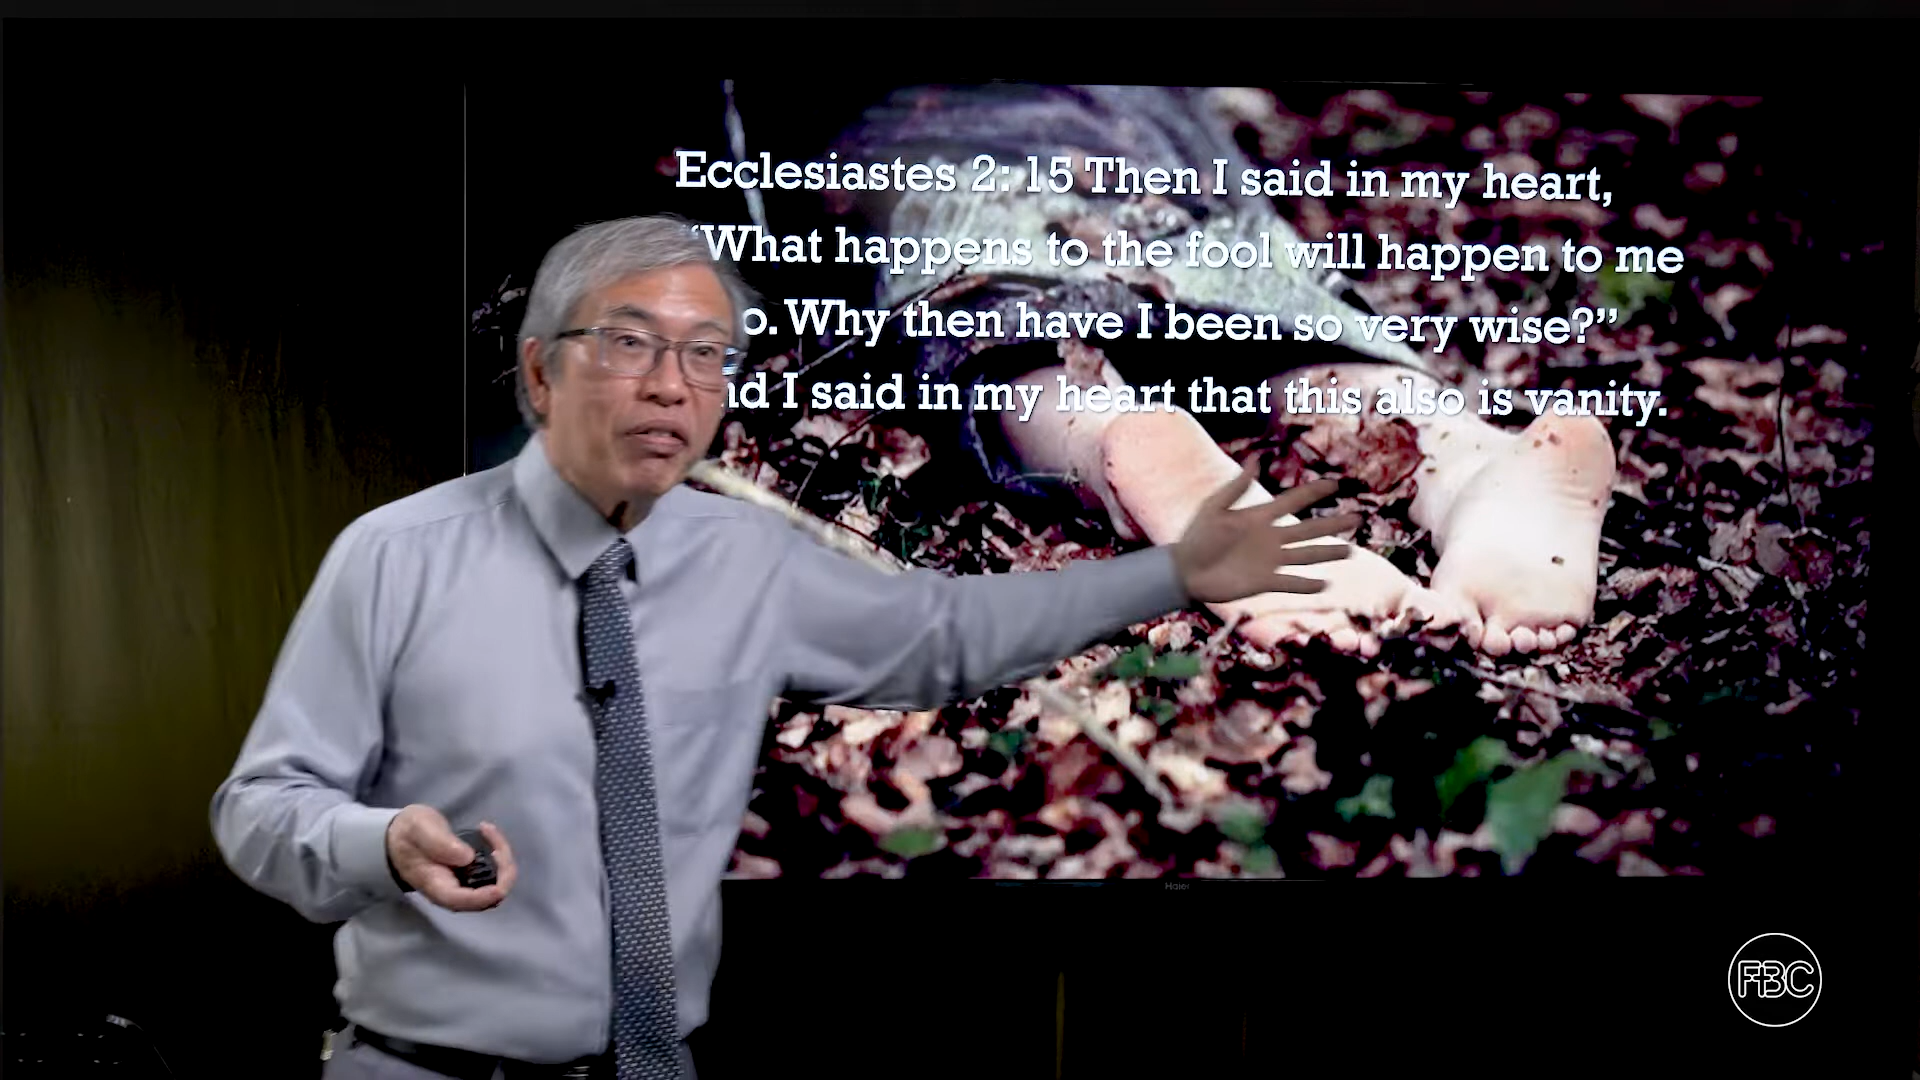 Ecclesiastes 2: 15 Then I said in my heart,
“What happens to the fool will happen to me
Why then have I been so very wise?”
I said in my heart that this also is vanity.
Haier
FBC